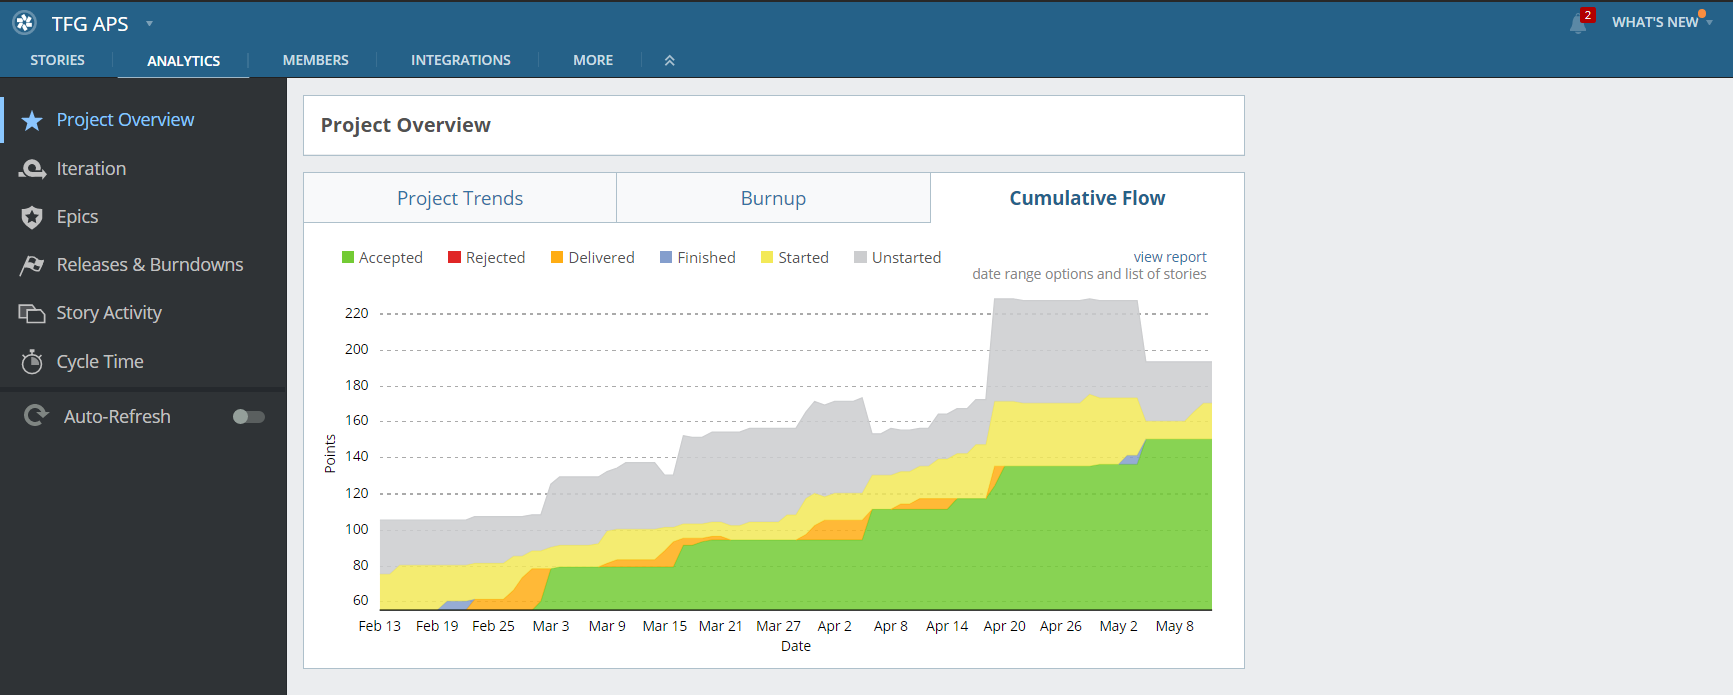 TFG APS
2
WHAT'S NEW
STORIES
ANALYTICS
MEMBERS
INTEGRATIONS
MORE
Project Overview
Iteration
Epics
Releases & Burndowns
Story Activity
Cycle Time
Auto-Refresh
Project Overview
Project Trends
Burnup
Cumulative Flow
Accepted
Rejected
Delivered
Finished
Started
Unstarted
view report
date range options and list of stories
220
200
180
160
140
120
100
80
60
Points
Feb 13 Feb 19 Feb 25 Mar 3 Mar 9 Mar 15 Mar 21 Mar 27 Apr 2 Apr 8 Apr 14 Apr 20 Apr 26 May 2 May 8
Date